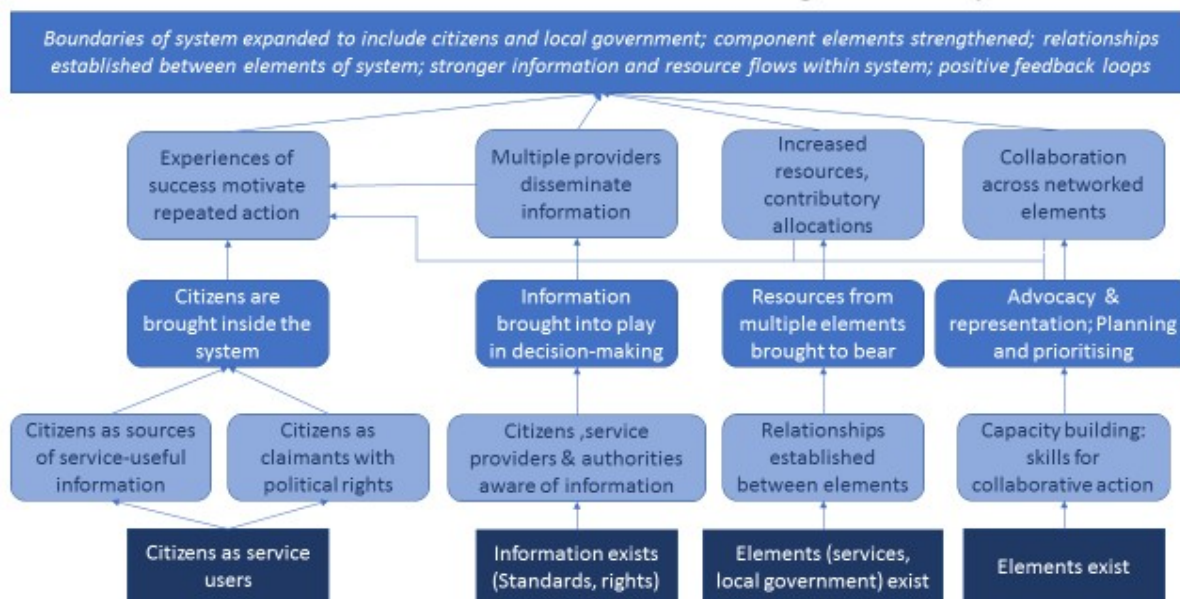 Boundaries of system expanded to include citizens and local government; component elements strengthened; relationships
established between elements of system; stronger information and resource flows within system; positive feedback loops
Experiences of
success motivate
repeated action
Multiple providers
disseminate
information
Increased
resources,
contributory
allocations
Collaboration
across networked
elements
Citizens are
brought inside the
system
Information
brought into play
in decision-making
Resources from
multiple elements
brought to bear
Advocacy &
representation; Planning
and prioritising
Citizens as sources
of service-useful
information
Citizens as
claimants with
political rights
Citizens ,service
providers & authorities
aware of information
Relationships
established
between elements
Capacity building:
skills for
collaborative action
Citizens as service
users
Information exists
(Standards, rights)
Elements (services,
local government) exist
Elements exist